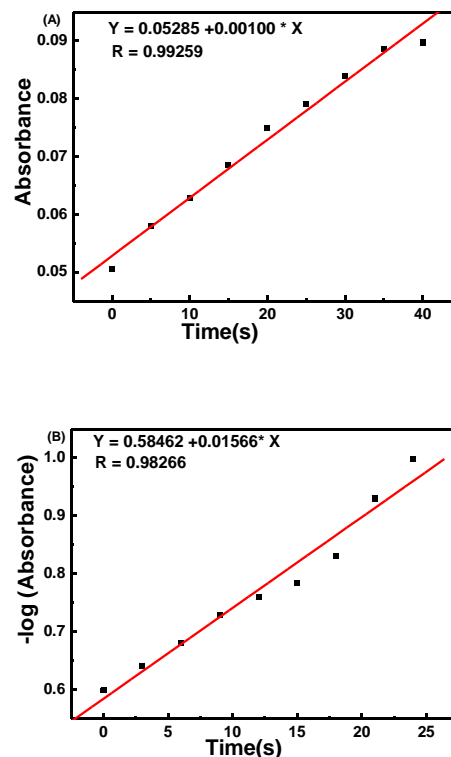 (A)
Y = 0.05285 +0.00100 * X
R = 0.99259
0.09
0.08
0.07
0.06
0.05
Absorbance
0 10 20 30 40
Time(s)
(B)
Y = 0.58462 +0.01566* X
R = 0.98266
1.0
0.9
0.8
0.7
0.6
-log (Absorbance)
0 5 10 15 20 25
Time(s)